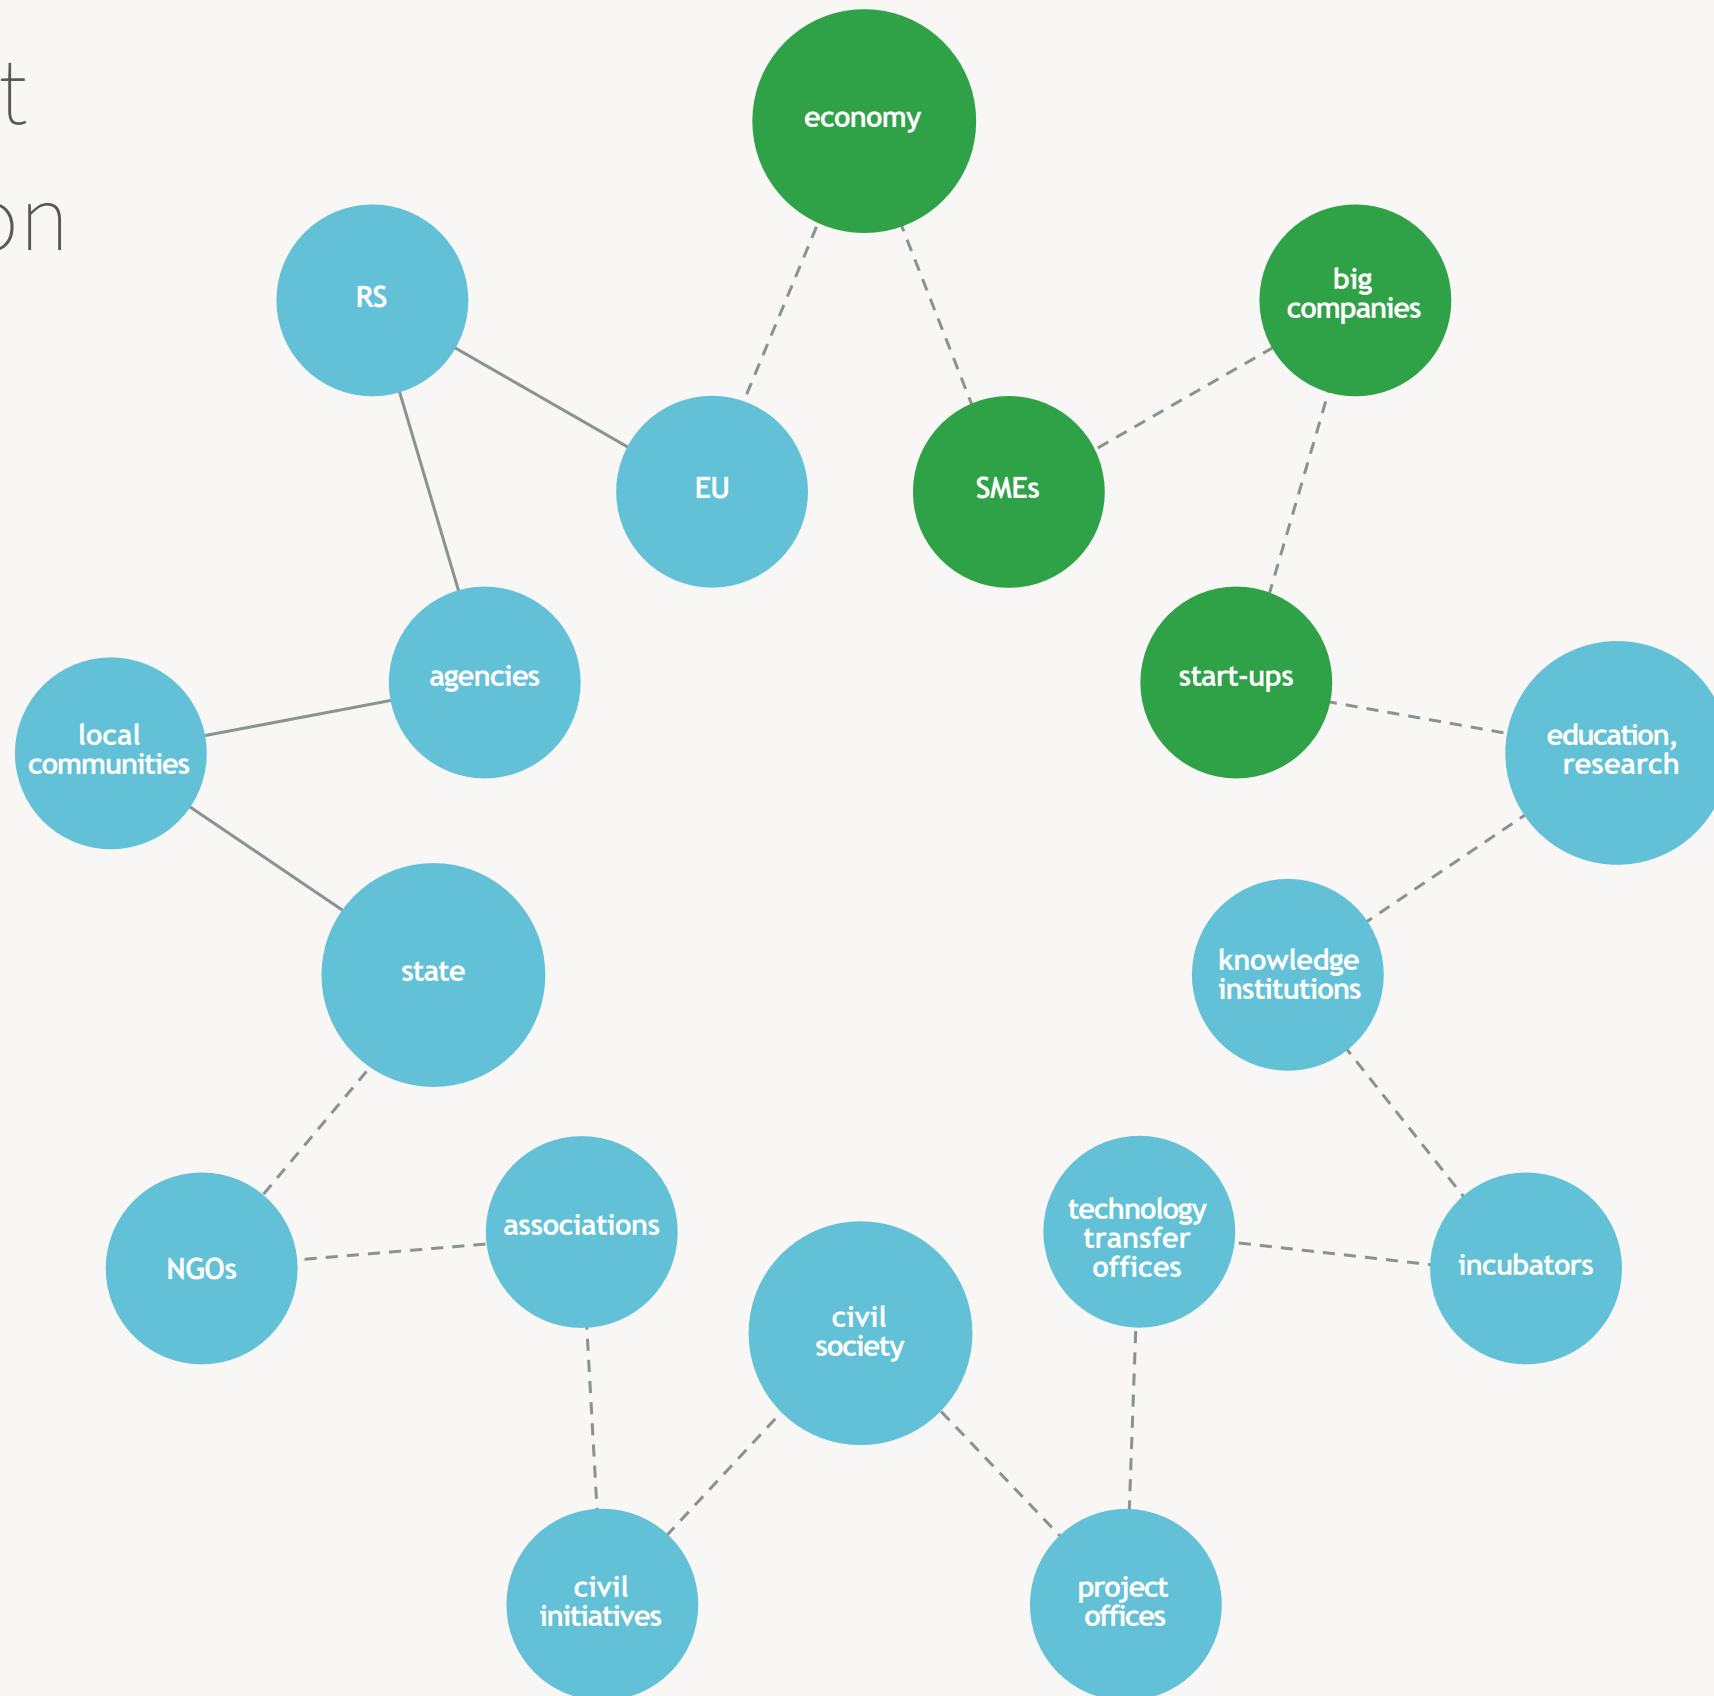 t
on
economy
RS
big
companies
EU
SMEs
agencies
start-ups
local
communities
education,
research
state
knowledge
institutions
associations
technology
transfer
offices
NGOs
incubators
civil
society
civil
initiatives
project
offices